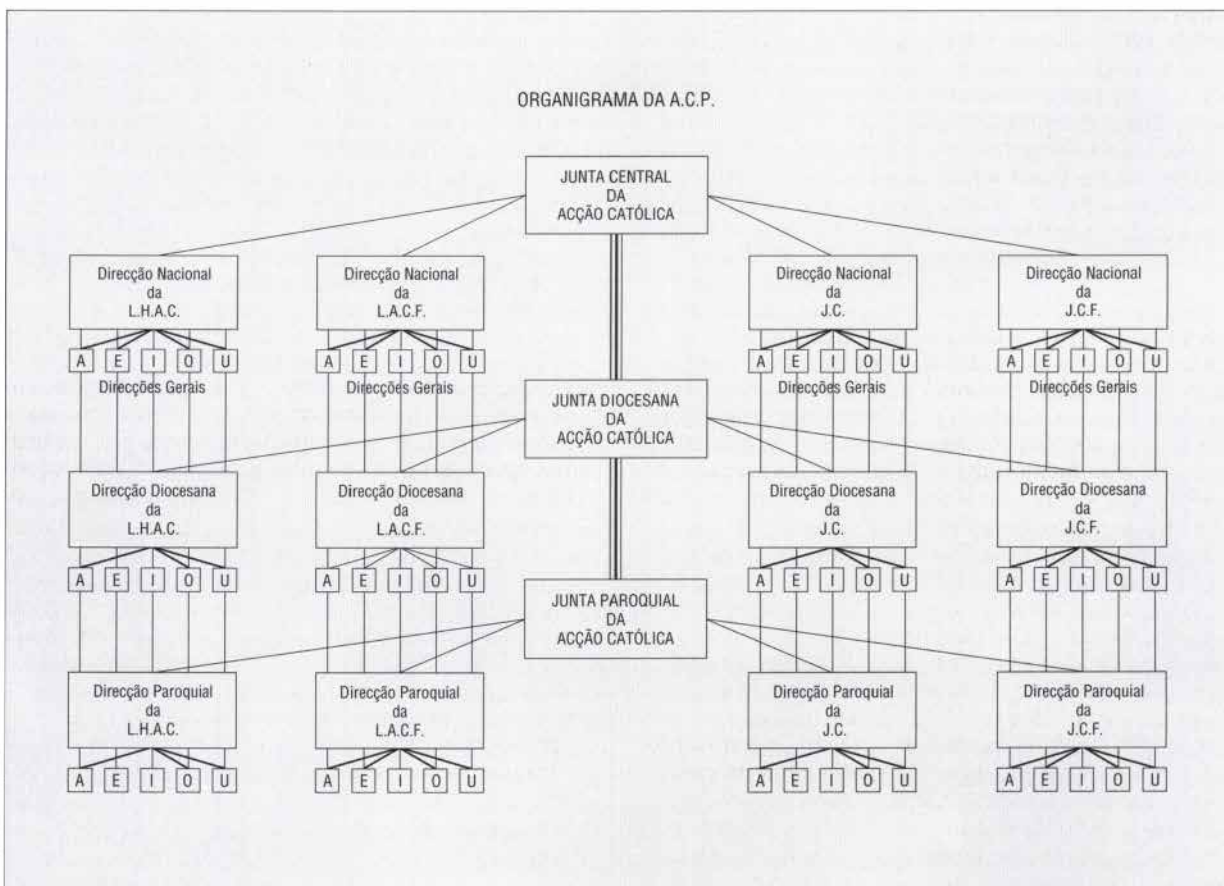 ORGANIGRAMA DA A.C.P.
JUNTA CENTRAL
DA
ACÇÃO CATÓLICA
Direcção Nacional
da
L.H.A.C.
A E I O U
Direcções Gerais
Direcção Nacional
da
L.A.C.F.
A E I O U
Direcções Gerais
Direcção Nacional
da
J.C.
A E I O U
Direcções Gerais
Direcção Nacional
da
J.C.F.
A E I O U
Direcções Gerais
JUNTA DIOCESANA
DA
ACÇÃO CATÓLICA
Direcção Diocesana
da
L.H.A.C.
A E I O U
Direcção Diocesana
da
L.A.C.F.
A E I O U
Direcção Diocesana
da
J.C.
A E I O U
Direcção Diocesana
da
J.C.F.
A E I O U
JUNTA PAROQUIAL
DA
ACÇÃO CATÓLICA
Direcção Paroquial
da
L.H.A.C.
A E I O U
Direcção Paroquial
da
L.A.C.F.
A E I O U
Direcção Paroquial
da
J.C.
A E I O U
Direcção Paroquial
da
J.C.F.
A E I O U